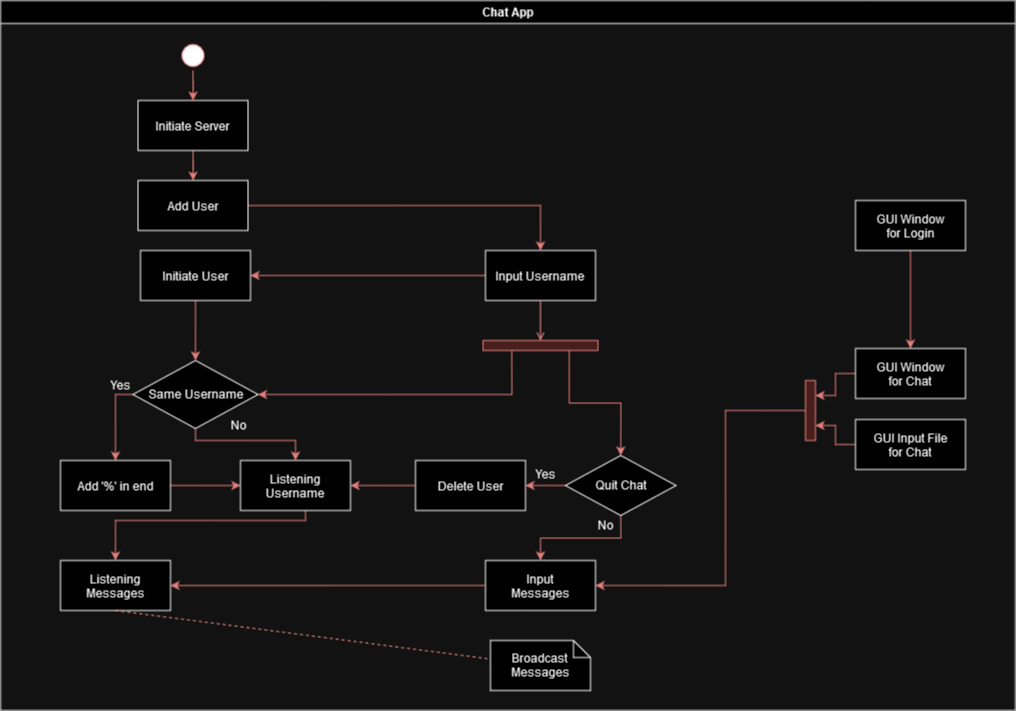 Chat App
Initiate Server
Add User
GUI Window
for Login
Initiate User
Input Username
GUI Window
for Chat
Yes
Same Username
No
GUI Input File
for Chat
Add '%' in end
Listening
Username
Delete User
Yes
Quit Chat
No
Listening
Messages
Input
Messages
Broadcast
Messages